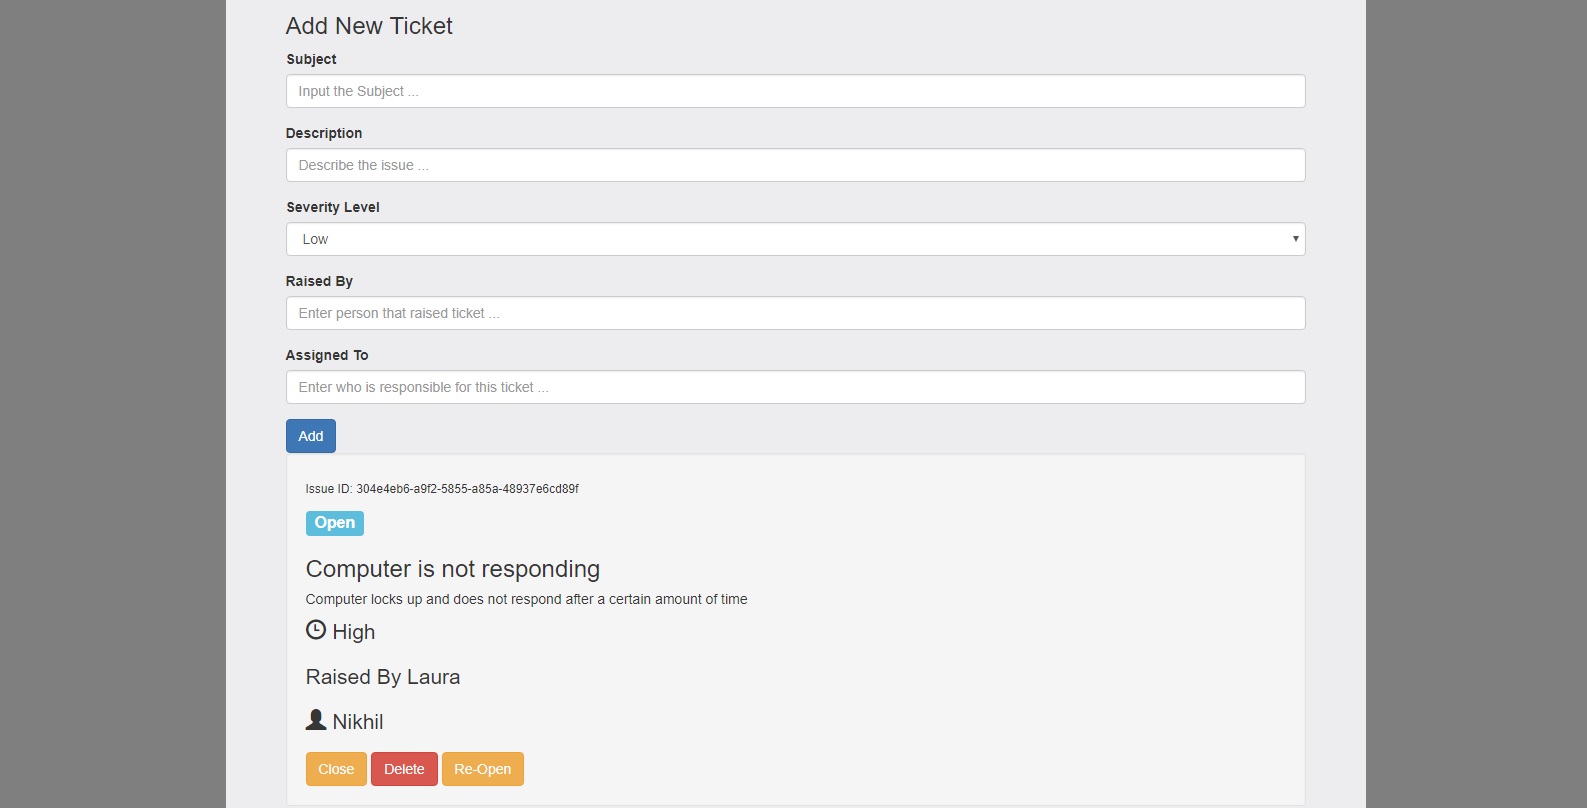 Add New Ticket
Subject
Input the Subject ...
Description
Describe the issue ...
Severity Level
Low
Raised By
Enter person that raised ticket ...
Assigned To
Enter who is responsible for this ticket ...
Add
Issue ID: 304e4eb6-a9f2-5855-a85a-48937e6cd89f
Open
Computer is not responding
Computer locks up and does not respond after a certain amount of time
High
Raised By Laura
Nikhil
Close Delete Re-Open